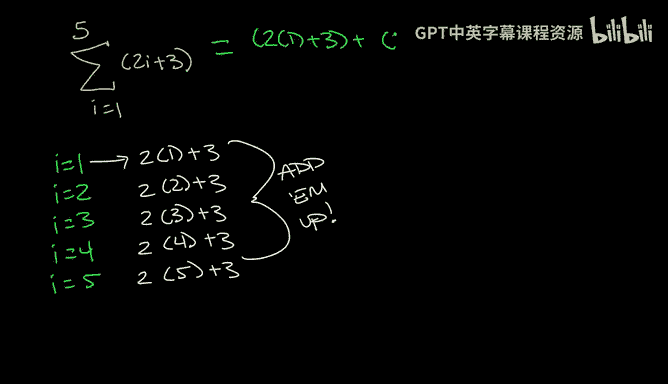 5
∑ (2i+3) = (2(1)+3) + (
i=1
GPT中英字幕课程资源 bilibili
i=1 → 2(1)+3
i=2 2(2)+3
i=3 2(3)+3
i=4 2(4)+3
i=5 2(5)+3
ADD
'EM
UP!